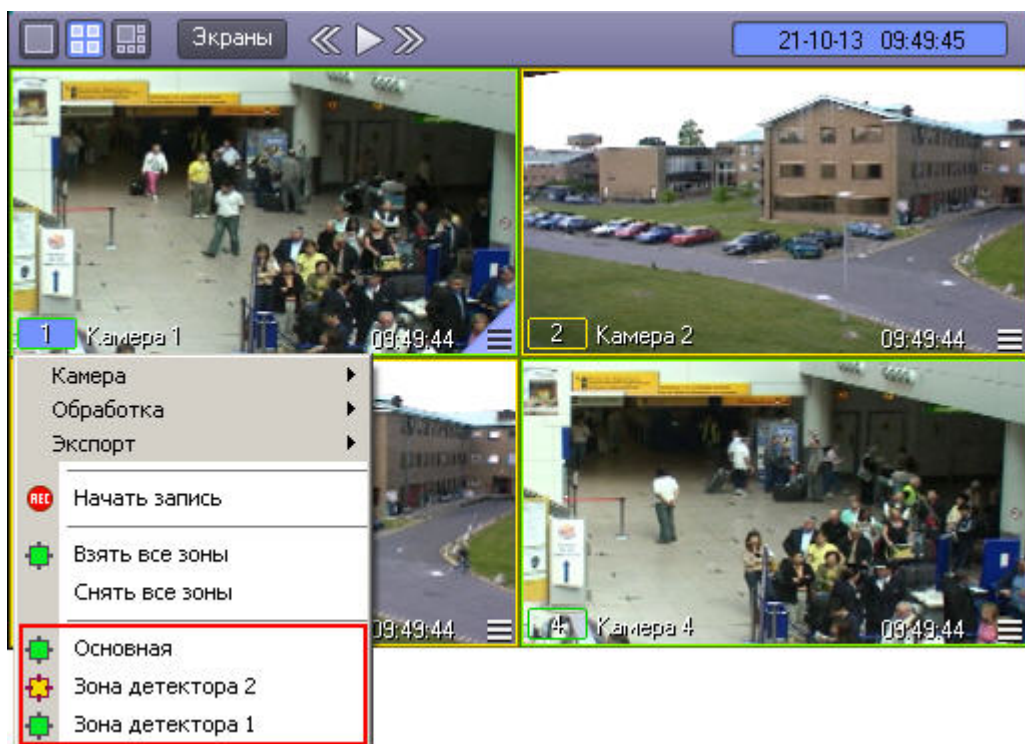 Экраны
21-10-13 09:49:45
1 Камера 1 09:49:44
2 Камера 2 09:49:44
Камера
Обработка
Экспорт
REC Начать запись
Взять все зоны
Снять все зоны
09:49:44
4 Камера 4 09:49:44
Основная
Зона детектора 2
Зона детектора 1